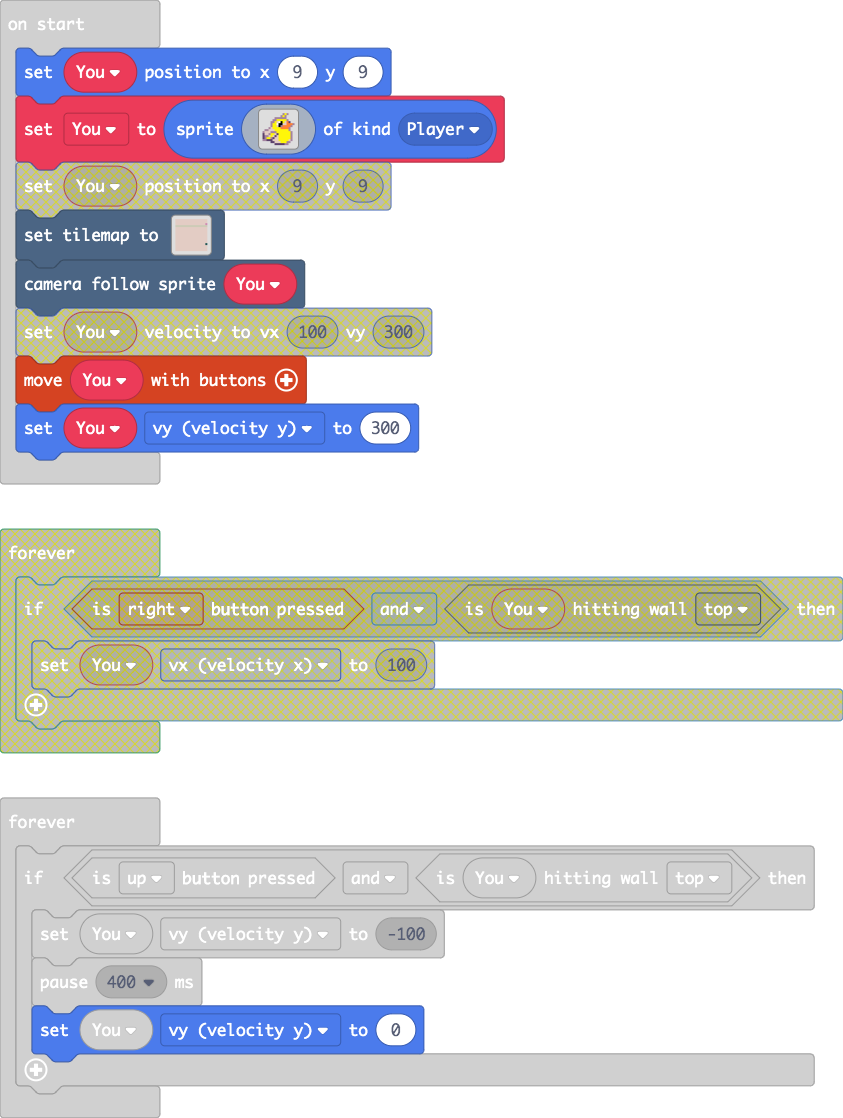 on start
set You position to x 9 y 9
set You to sprite of kind Player
set You position to x 9 y 9
set tilemap to
camera follow sprite You
set You velocity to vx 100 vy 300
move You with buttons
set You vy (velocity y) to 300
forever
if is right button pressed and is You hitting wall top then
set You vx (velocity x) to 100
forever
if is up button pressed and is You hitting wall top then
set You vy (velocity y) to -100
pause 400 ms
set You vy (velocity y) to 0